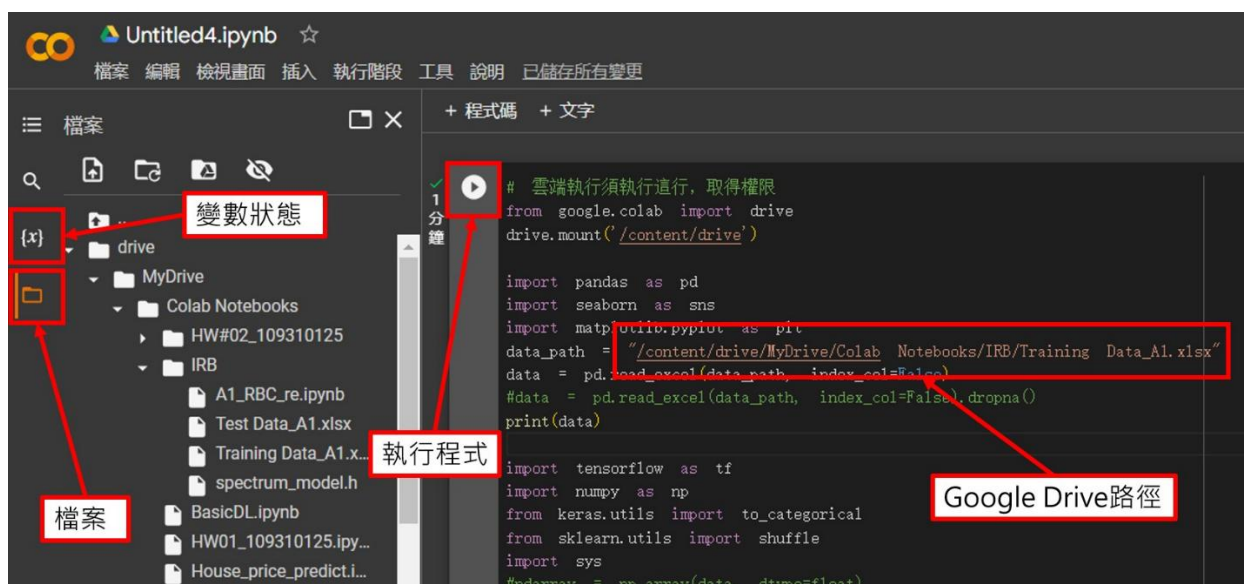 Untitled4.ipynb
檔案 編輯 檢視畫面 插入 執行階段 工具 說明 已儲存所有變更
檔案
+ 程式碼 + 文字
..
變數狀態
{x}
drive
MyDrive
Colab Notebooks
HW#02_109310125
IRB
A1_RBC_re.ipynb
Test Data_A1.xlsx
Training Data_A1.x...
spectrum_model.h
BasicDL.ipynb
HW01_109310125.ipy...
House_price_predict.i...
檔案
執行程式
1
分
鐘
# 雲端執行須執行這行, 取得權限
from google.colab import drive
drive.mount('/content/drive')
import pandas as pd
import seaborn as sns
import matplotlib.pyplot as plt
data_path = "/content/drive/MyDrive/Colab Notebooks/IRB/Training Data_A1.xlsx"
data = pd.read_excel(data_path, index_col=False)
#data = pd.read_excel(data_path, index_col=False).dropna()
print(data)
import tensorflow as tf
import numpy as np
from keras.utils import to_categorical
from sklearn.utils import shuffle
import sys
#ndarray = np.array(data, dtype=float)
Google Drive路徑